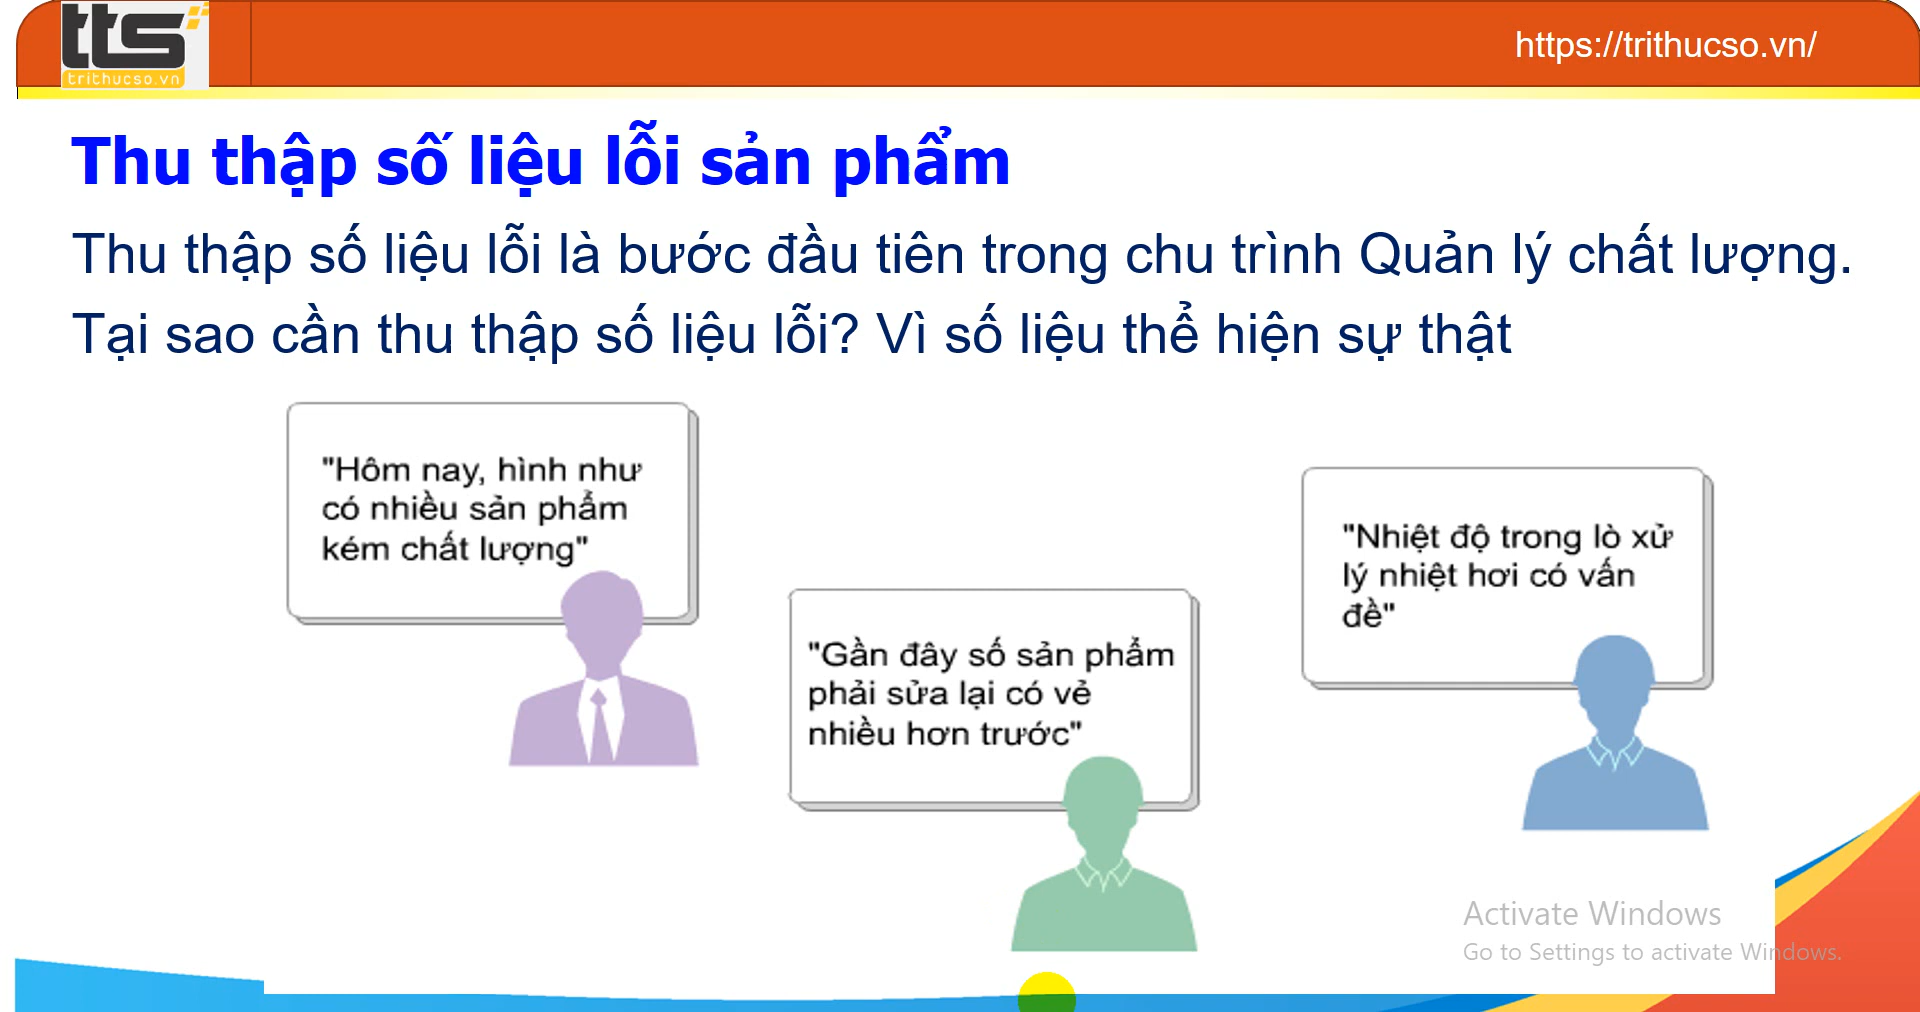 tts
trithucso.vn
https://trithucso.vn/
Thu thập số liệu lỗi sản phẩm
Thu thập số liệu lỗi là bước đầu tiên trong chu trình Quản lý chất lượng.
Tại sao cần thu thập số liệu lỗi? Vì số liệu thể hiện sự thật
"Hôm nay, hình như
có nhiều sản phẩm
kém chất lượng"
"Gần đây số sản phẩm
phải sửa lại có vẻ
nhiều hơn trước"
"Nhiệt độ trong lò xử
lý nhiệt hơi có vấn
đề"
Activate Windows
Go to Settings to activate Windows.